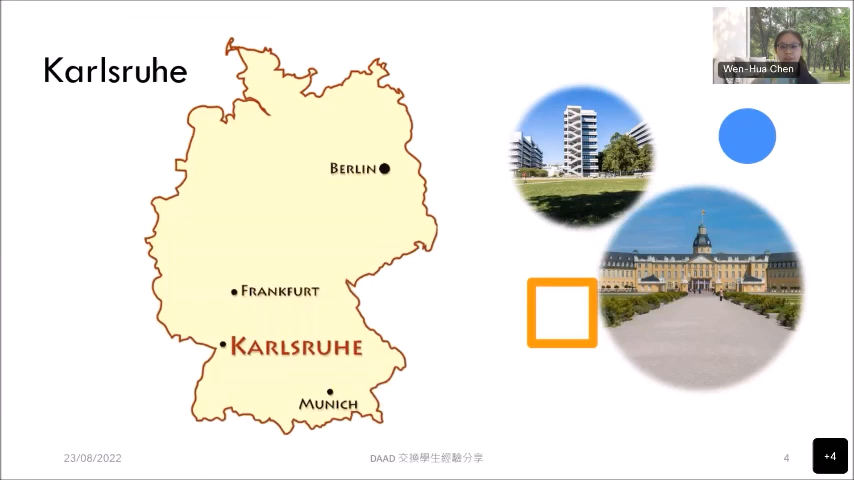 Karlsruhe
Wen-Hua Chen
BERLIN
FRANKFURT
KARLSRUHE
MUNICH
23/08/2022
DAAD 交換學生經驗分享
4
+4